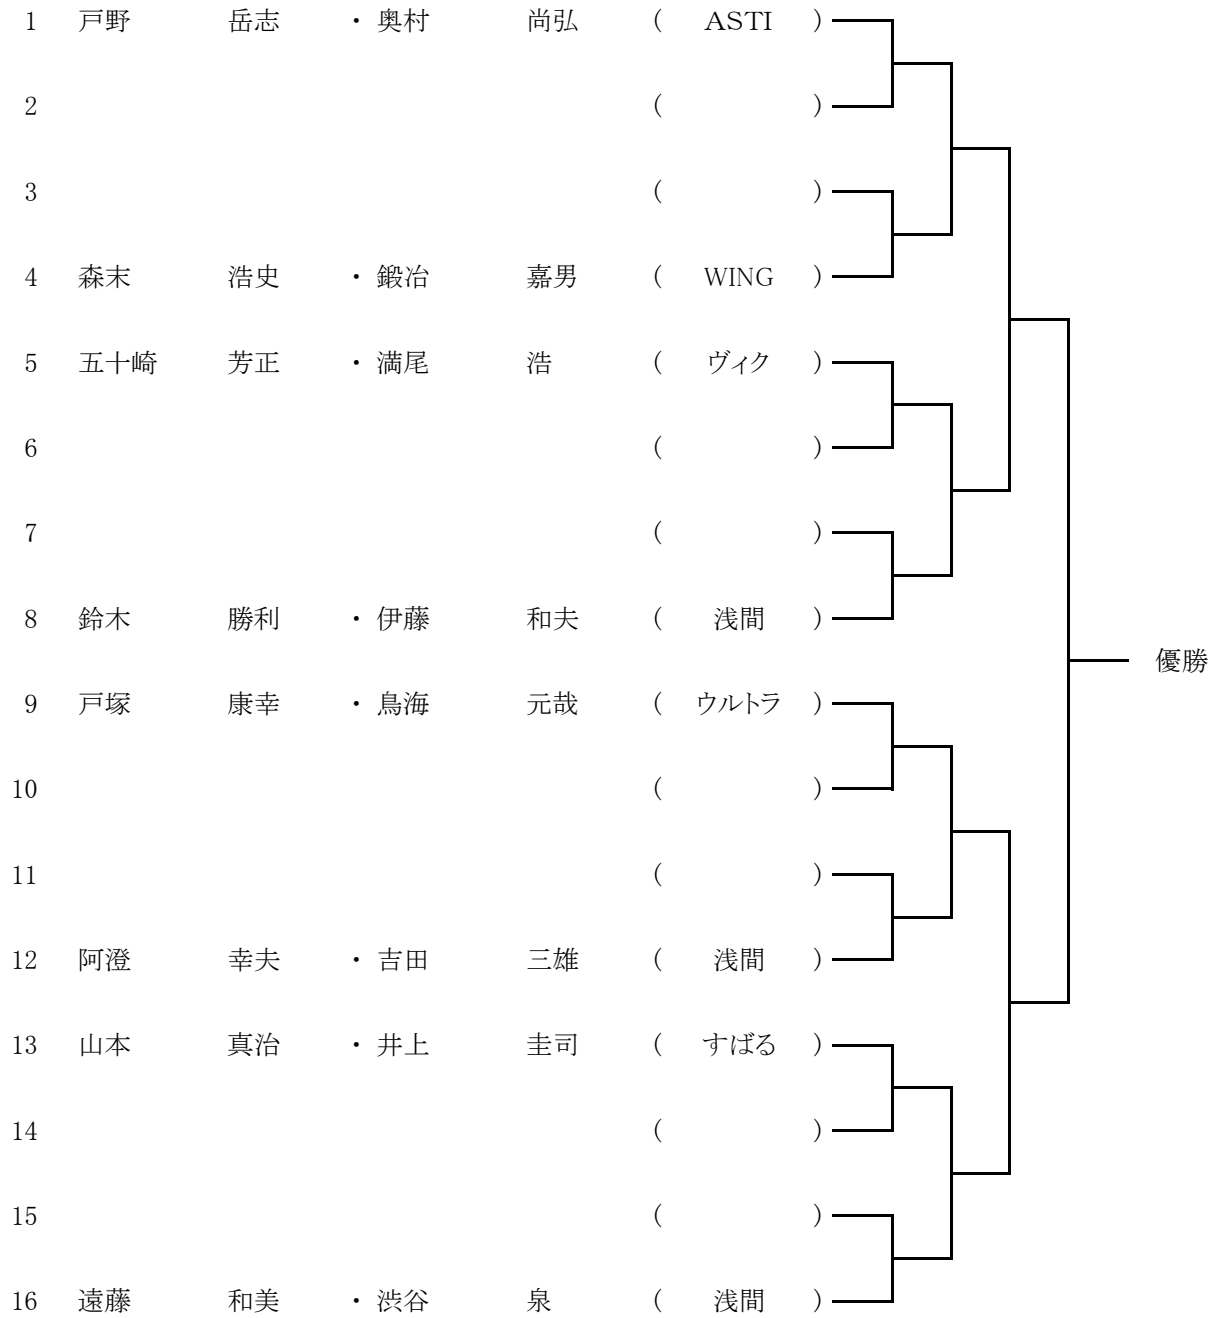 1 戸野 岳志 ・ 奥村 尚弘 ( ASTI )
2 ( )
3 ( )
4 森末 浩史 ・ 鍛冶 嘉男 ( WING )
5 五十崎 芳正 ・ 満尾 浩 ( ヴィク )
6 ( )
7 ( )
8 鈴木 勝利 ・ 伊藤 和夫 ( 浅間 )
優勝
9 戸塚 康幸 ・ 鳥海 元哉 ( ウルトラ )
10 ( )
11 ( )
12 阿澄 幸夫 ・ 吉田 三雄 ( 浅間 )
13 山本 真治 ・ 井上 圭司 ( すばる )
14 ( )
15 ( )
16 遠藤 和美 ・ 渋谷 泉 ( 浅間 )